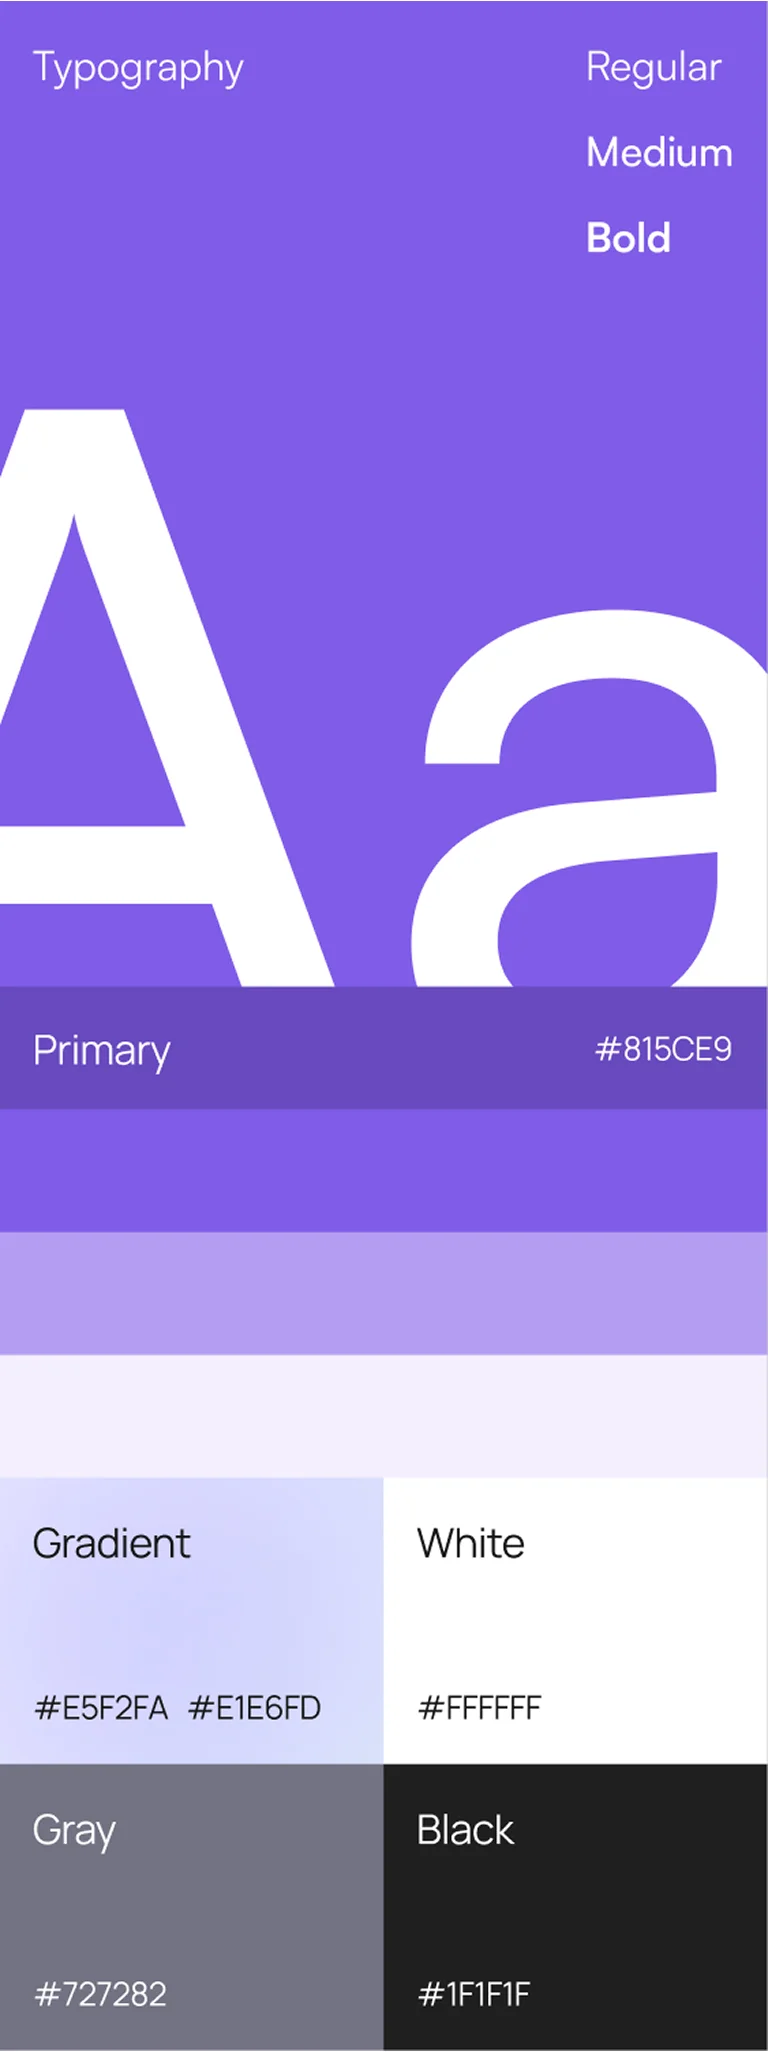 Typography
Regular
Medium
Bold
Aa
Primary
#815CE9
Gradient
#E5F2FA #E1E6FD
White
#FFFFFF
Gray
#727282
Black
#1F1F1F